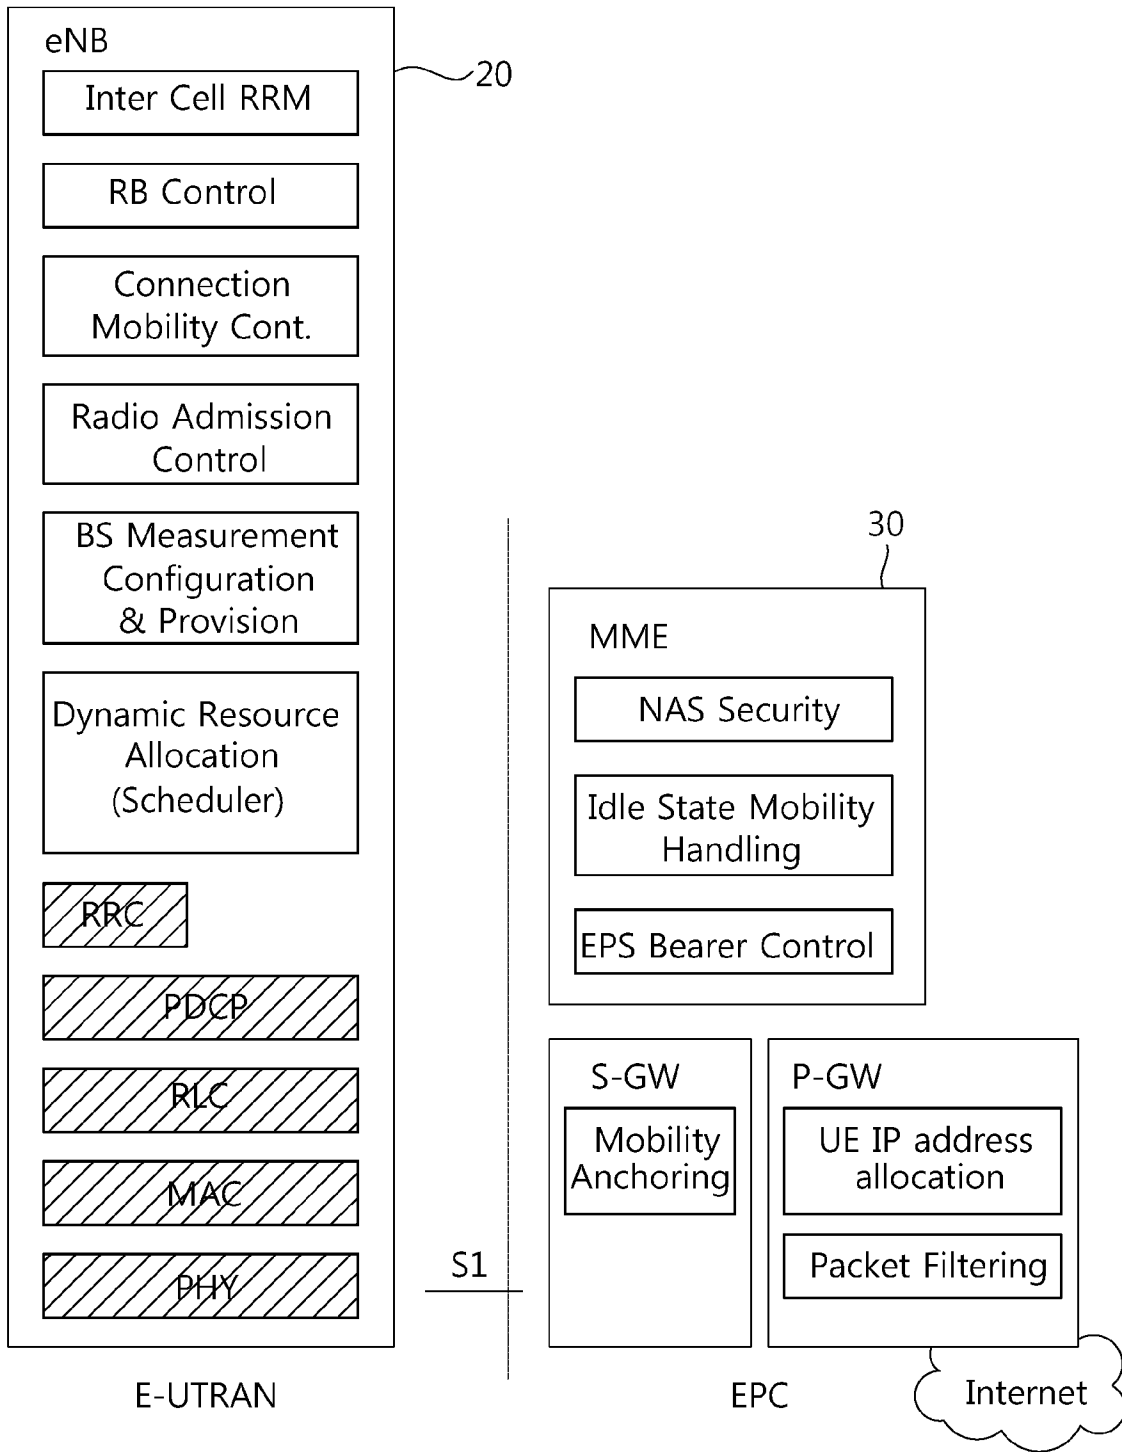 eNB
20
Inter Cell RRM
RB Control
Connection
Mobility Cont.
Radio Admission
Control
BS Measurement
Configuration
& Provision
Dynamic Resource
Allocation
(Scheduler)
RRC
PDCP
RLC
MAC
PHY
E-UTRAN
S1
30
MME
NAS Security
Idle State Mobility
Handling
EPS Bearer Control
S-GW
Mobility
Anchoring
P-GW
UE IP address
allocation
Packet Filtering
EPC
Internet